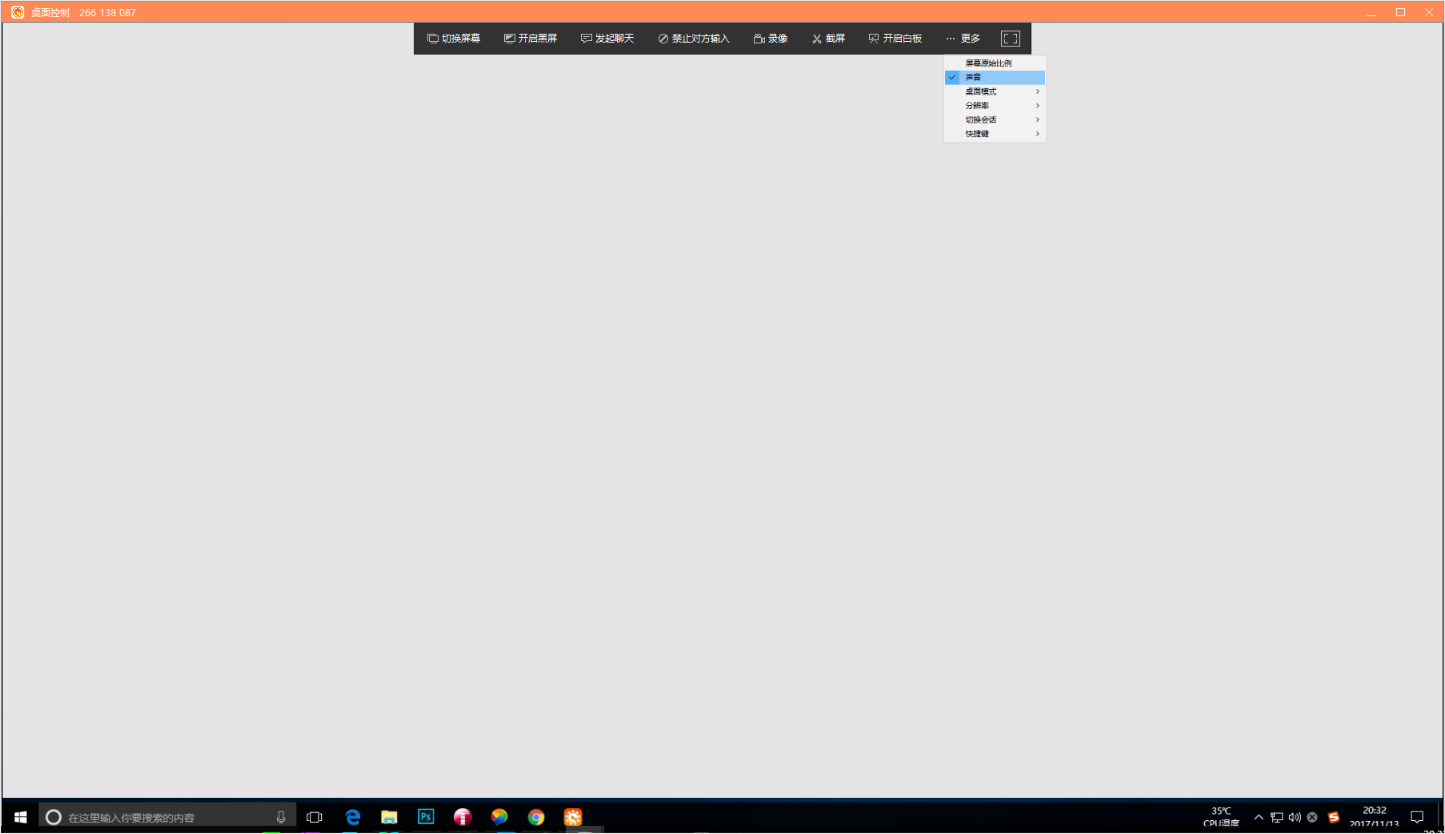 桌面控制 266 138 087
切换屏幕 开启黑屏 发起聊天 禁止对方输入 录像 截屏 开启白板 ··· 更多
屏幕原始比例
声音
桌面模式
分辨率
切换会话
快捷键
在这里输入你要搜索的内容
Ps
35℃
CPU温度
20:32
2017/11/13